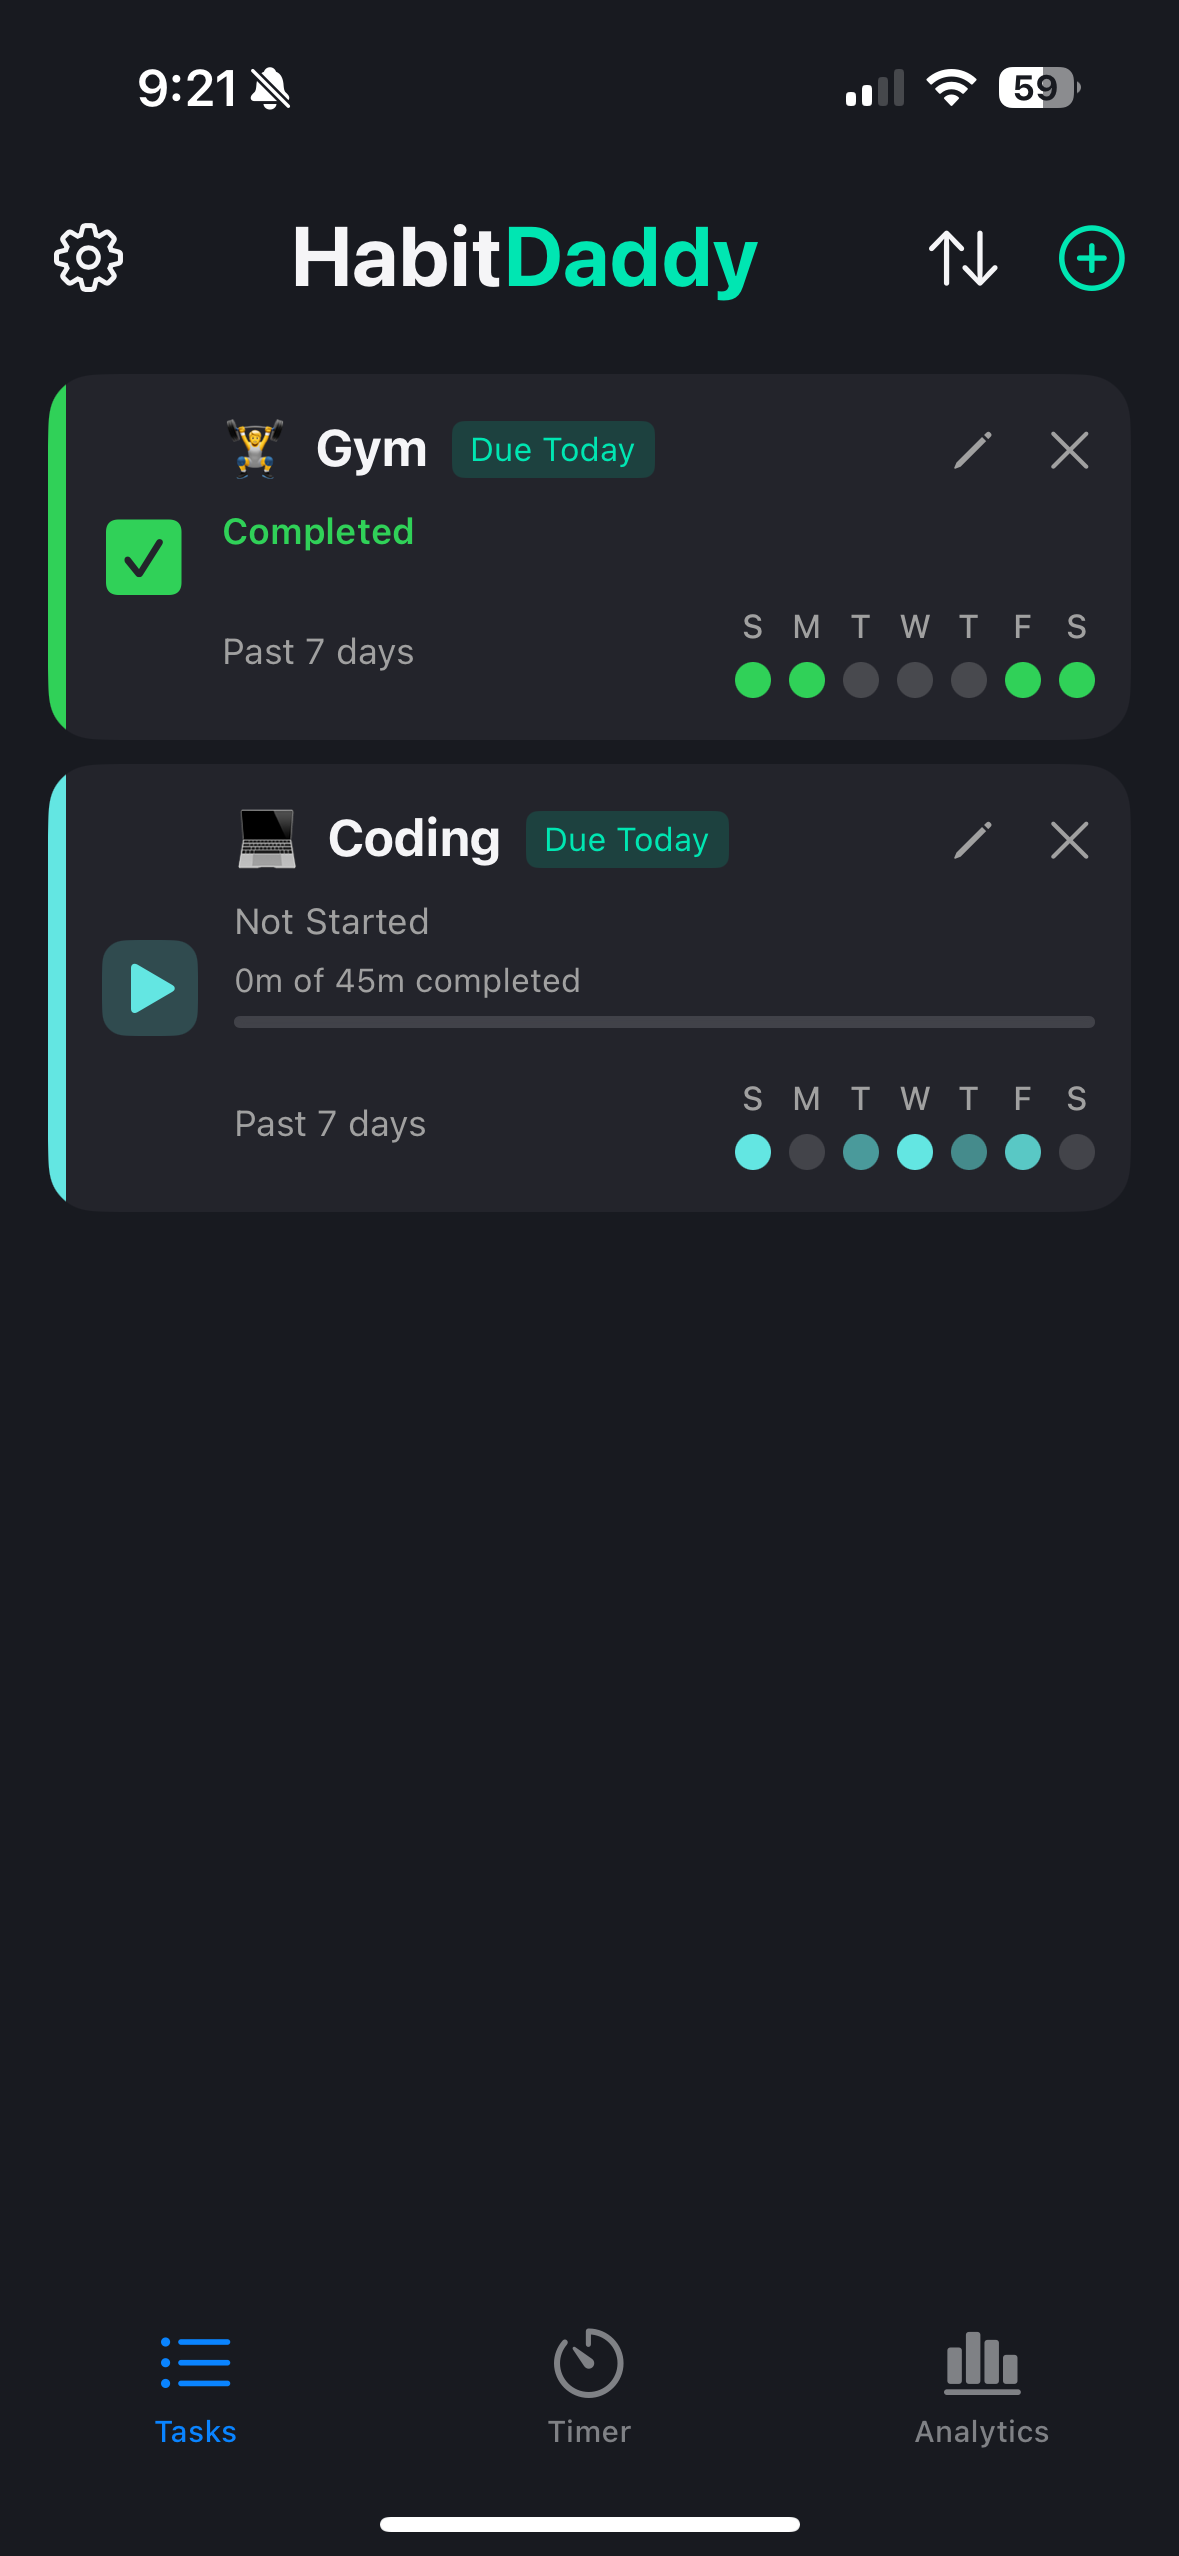 9:21
59
HabitDaddy
Gym Due Today
Completed
S M T W T F S
Past 7 days
Coding Due Today
Not Started
0m of 45m completed
S M T W T F S
Past 7 days
Tasks Timer Analytics